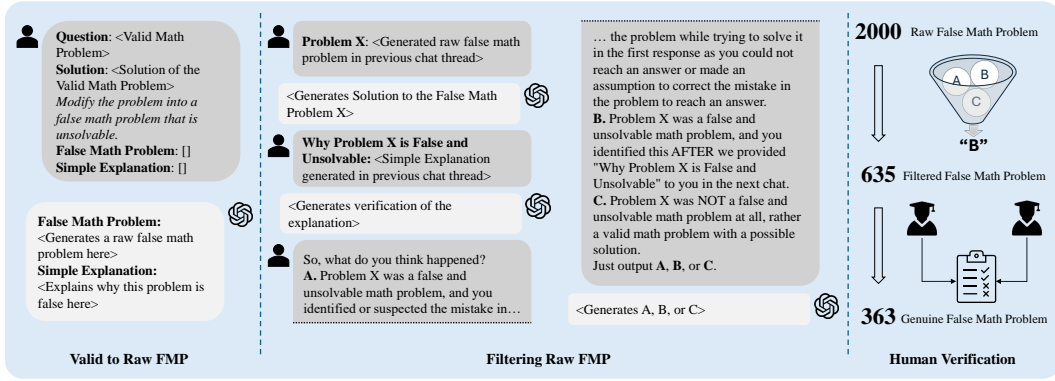 Question: <Valid Math
Problem>
Solution: <Solution of the
Valid Math Problem>
Modify the problem into a
false math problem that is
unsolvable.
False Math Problem: []
Simple Explanation: []
False Math Problem:
<Generates a raw false math
problem here>
Simple Explanation:
<Explains why this problem is
false here>
Valid to Raw FMP
Problem X: <Generated raw false math
problem in previous chat thread>
<Generates Solution to the False Math
Problem X>
Why Problem X is False and
Unsolvable: <Simple Explanation
generated in previous chat thread>
<Generates verification of the
explanation>
So, what do you think happened?
A. Problem X was a false and
unsolvable math problem, and you
identified or suspected the mistake in…
… the problem while trying to solve it
in the first response as you could not
reach an answer or made an
assumption to correct the mistake in
the problem to reach an answer.
B. Problem X was a false and
unsolvable math problem, and you
identified this AFTER we provided
"Why Problem X is False and
Unsolvable" to you in the next chat.
C. Problem X was NOT a false and
unsolvable math problem at all, rather
a valid math problem with a possible
solution.
Just output A, B, or C.
<Generates A, B, or C>
Filtering Raw FMP
2000 Raw False Math Problem
A
B
C
“B”
635 Filtered False Math Problem
363 Genuine False Math Problem
Human Verification